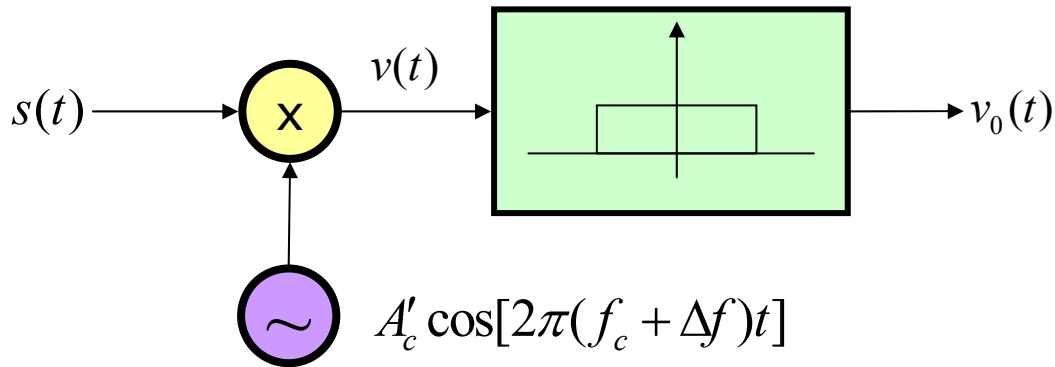 s(t)
x
v(t)
v₀(t)
~
A′c cos[2π(fc + Δf)t]